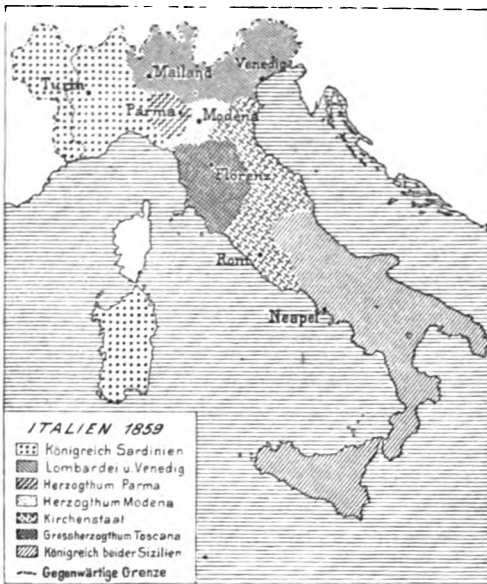 Mailand
Venedig
Turin
Parma
Modena
Florenz
Rom
Neapel
ITALIEN 1859
Königreich Sardinien
Lombardei u. Venedig
Herzogthum Parma
Herzogthum Modena
Kirchenstaat
Grossherzogthum Toscana
Königreich beider Sizilien
Gegenwärtige Grenze